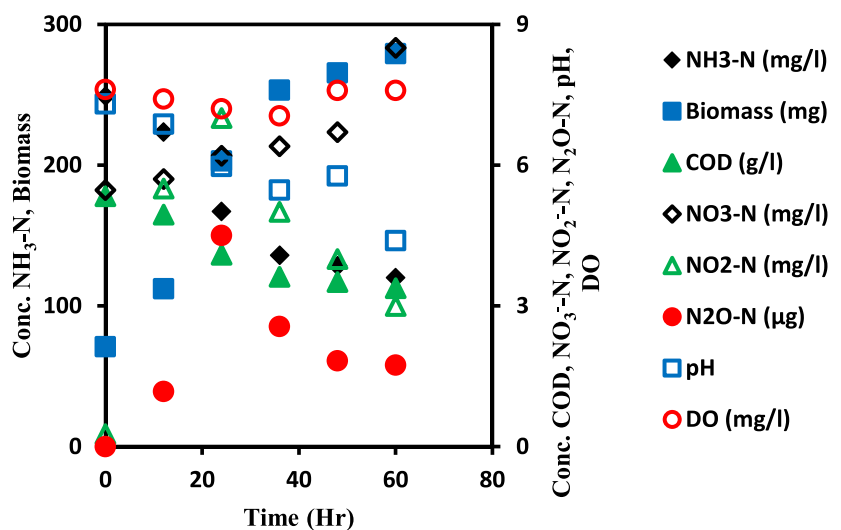 300
200
100
0
Conc. NH₃-N, Biomass
0
20
40
60
80
Time (Hr)
9
6
3
0
Conc. COD, NO₃⁻-N, NO₂⁻-N, N₂O-N, pH,
DO
NH3-N (mg/l)
Biomass (mg)
COD (g/l)
NO3-N (mg/l)
NO2-N (mg/l)
N2O-N (µg)
pH
DO (mg/l)